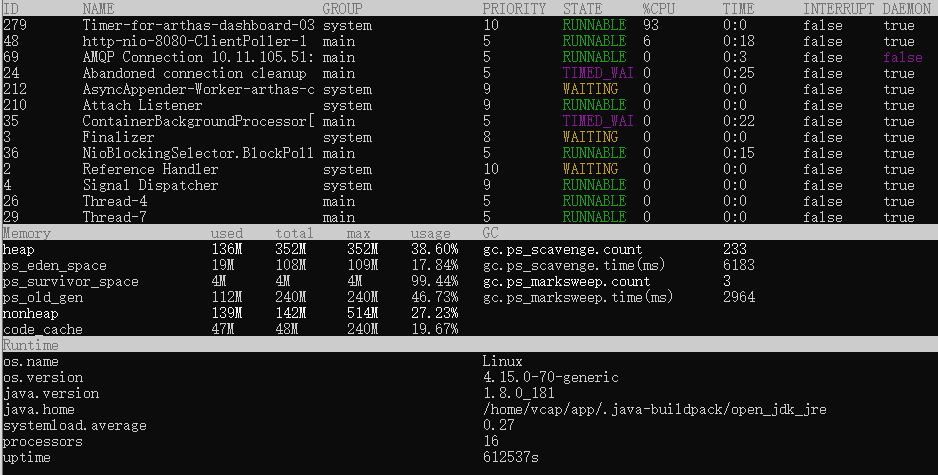 ID NAME GROUP PRIORITY STATE %CPU TIME INTERRUPT DAEMON
279 Timer-for-arthas-dashboard-03 system 10 RUNNABLE 93 0:0 false true
48 http-nio-8080-ClientPoller-1 main 5 RUNNABLE 6 0:18 false true
69 AMQP Connection 10.11.105.51: main 5 RUNNABLE 0 0:3 false false
24 Abandoned connection cleanup main 5 TIMED_WAI 0 0:25 false true
212 AsyncAppender-Worker-arthas-c system 9 WAITING 0 0:0 false true
210 Attach Listener system 9 RUNNABLE 0 0:0 false true
35 ContainerBackgroundProcessor[ main 5 TIMED_WAI 0 0:22 false true
3 Finalizer system 8 WAITING 0 0:0 false true
36 NioBlockingSelector.BlockPoll main 5 RUNNABLE 0 0:15 false true
2 Reference Handler system 10 WAITING 0 0:0 false true
4 Signal Dispatcher system 9 RUNNABLE 0 0:0 false true
26 Thread-4 main 5 RUNNABLE 0 0:0 false true
29 Thread-7 main 5 RUNNABLE 0 0:0 false true
Memory used total max usage GC
heap 136M 352M 352M 38.60% gc.ps_scavenge.count 233
ps_eden_space 19M 108M 109M 17.84% gc.ps_scavenge.time(ms) 6183
ps_survivor_space 4M 4M 4M 99.44% gc.ps_marksweep.count 3
ps_old_gen 112M 240M 240M 46.73% gc.ps_marksweep.time(ms) 2964
nonheap 139M 142M 514M 27.23%
code_cache 47M 48M 240M 19.67%
Runtime
os.name Linux
os.version 4.15.0-70-generic
java.version 1.8.0_181
java.home /home/vcap/app/.java-buildpack/open_jdk_jre
systemload.average 0.27
processors 16
uptime 612537s